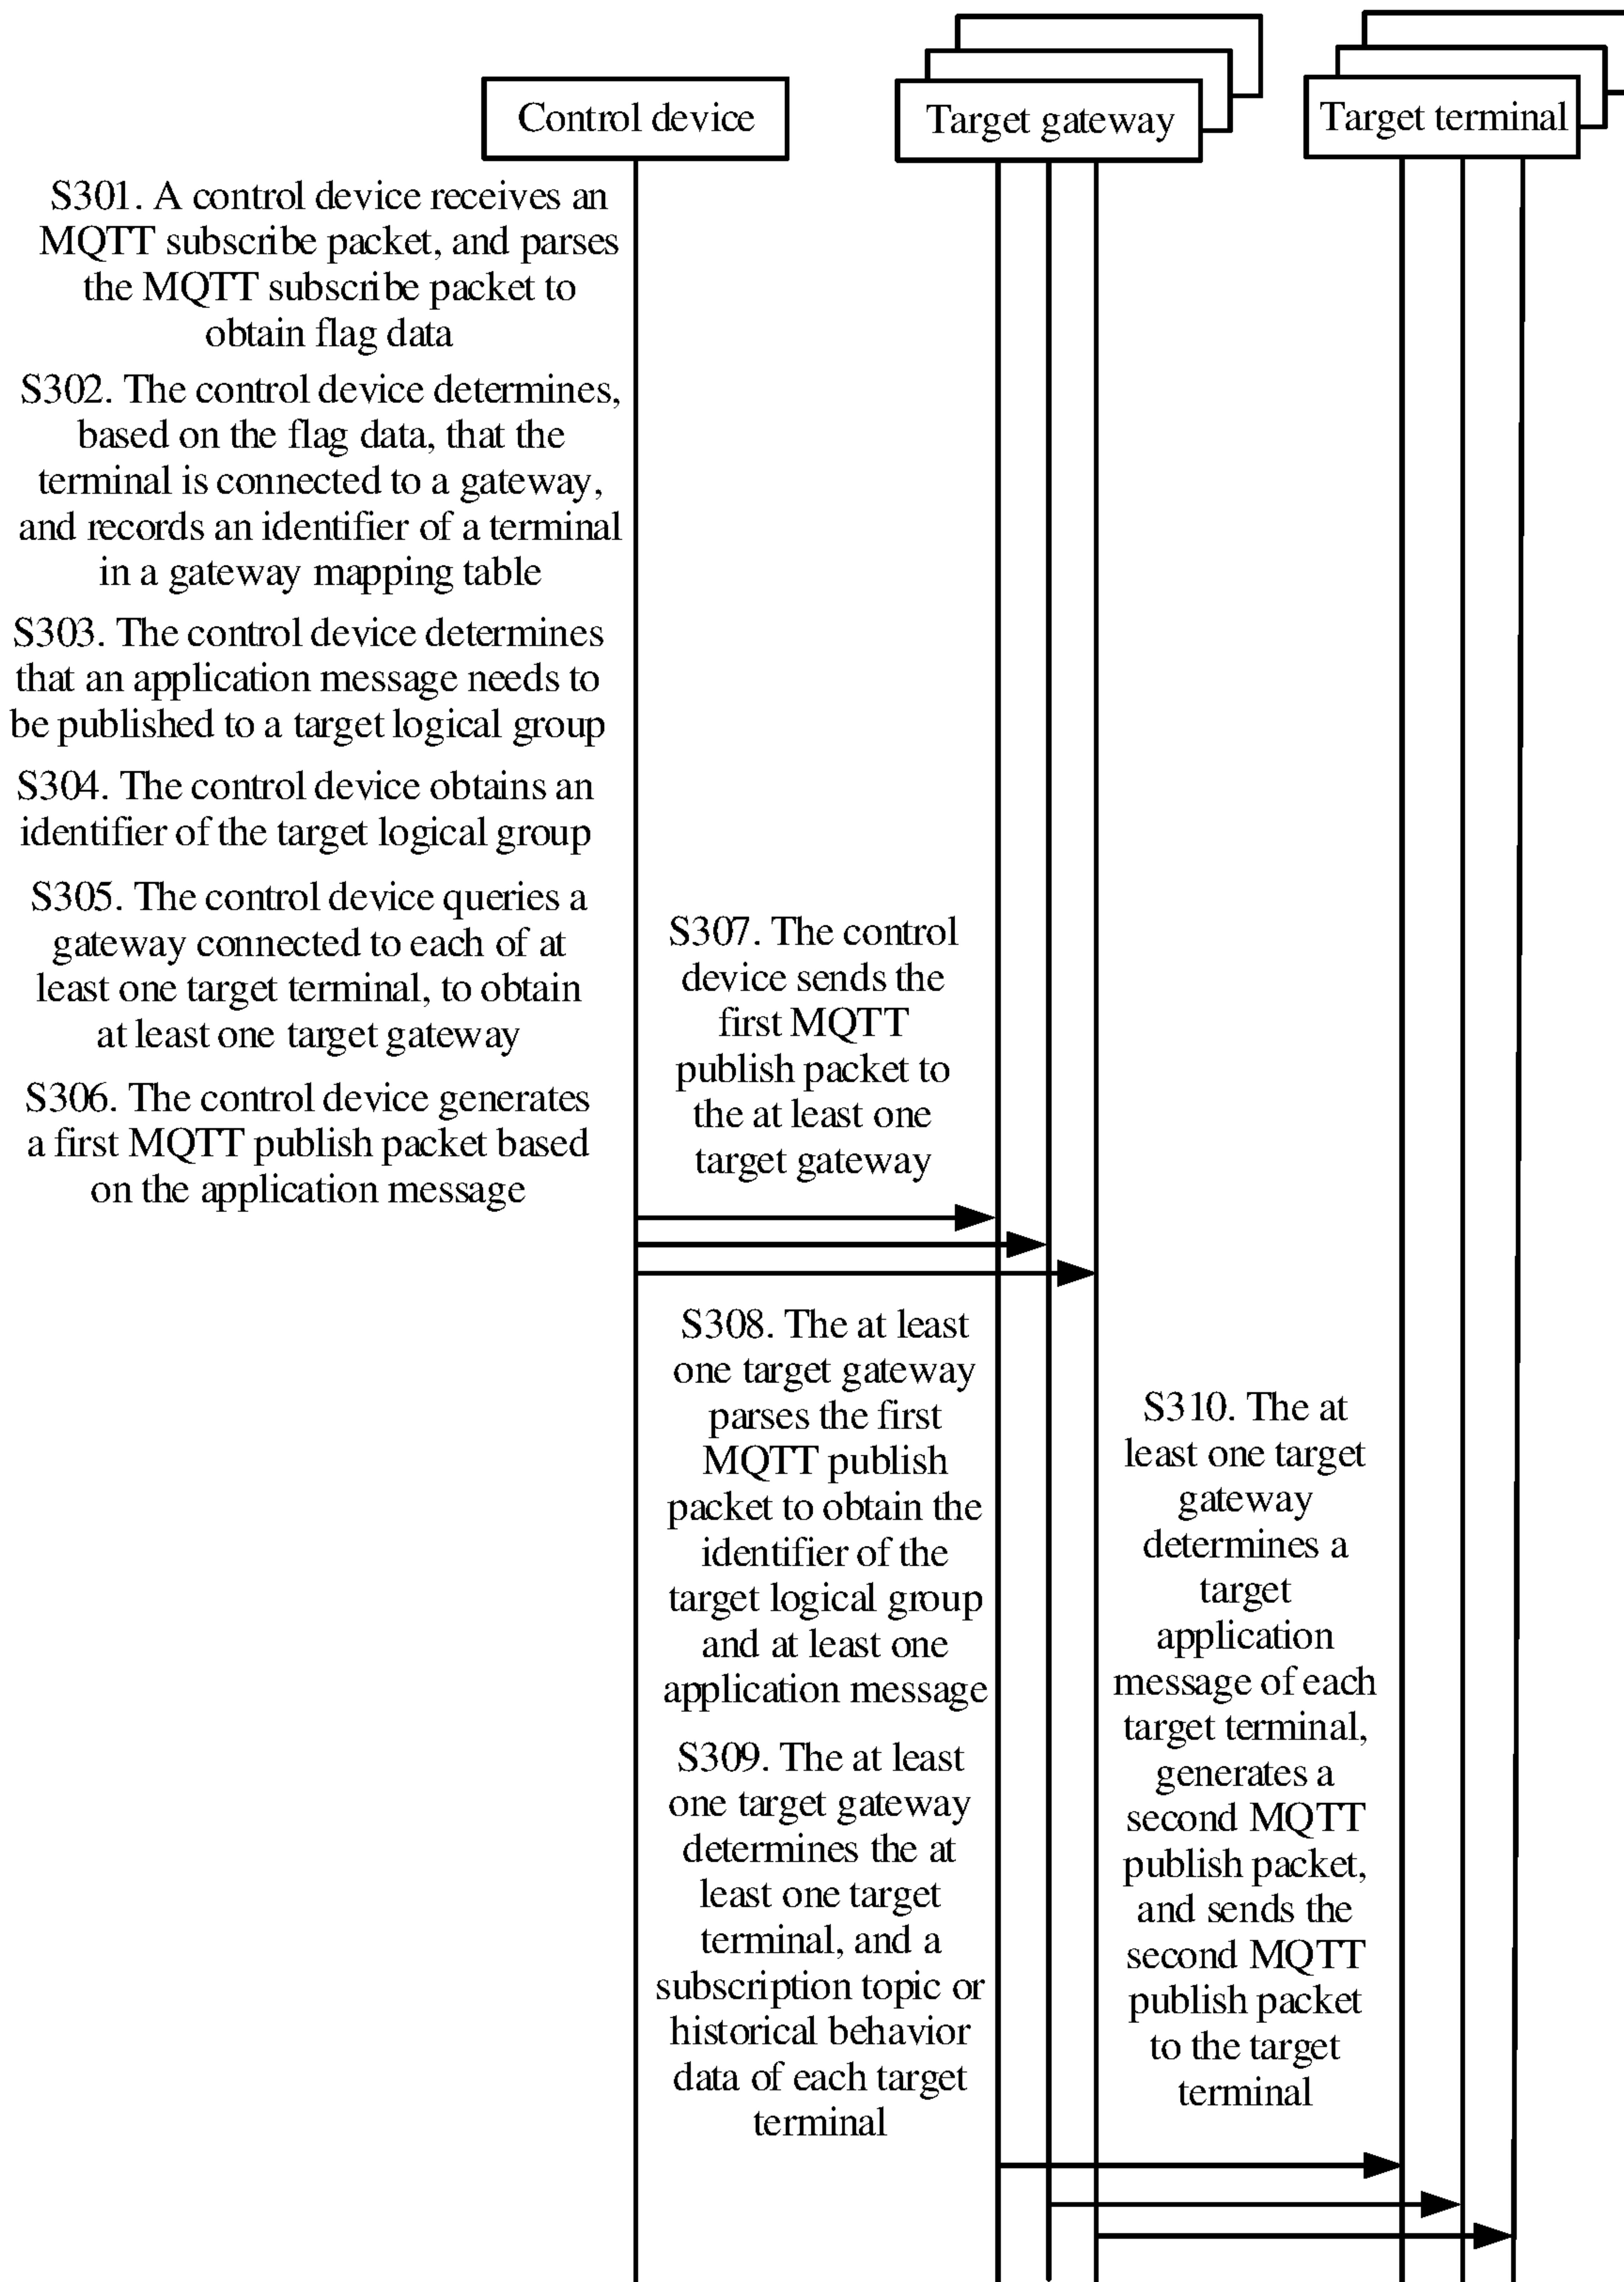 Control device
Target gateway
Target terminal
S301. A control device receives an
MQTT subscribe packet, and parses
the MQTT subscribe packet to
obtain flag data
S302. The control device determines,
based on the flag data, that the
terminal is connected to a gateway,
and records an identifier of a terminal
in a gateway mapping table
S303. The control device determines
that an application message needs to
be published to a target logical group
S304. The control device obtains an
identifier of the target logical group
S305. The control device queries a
gateway connected to each of at
least one target terminal, to obtain
at least one target gateway
S306. The control device generates
a first MQTT publish packet based
on the application message
S307. The control
device sends the
first MQTT
publish packet to
the at least one
target gateway
S308. The at least
one target gateway
parses the first
MQTT publish
packet to obtain the
identifier of the
target logical group
and at least one
application message
S309. The at least
one target gateway
determines the at
least one target
terminal, and a
subscription topic or
historical behavior
data of each target
terminal
S310. The at
least one target
gateway
determines a
target
application
message of each
target terminal,
generates a
second MQTT
publish packet,
and sends the
second MQTT
publish packet
to the target
terminal